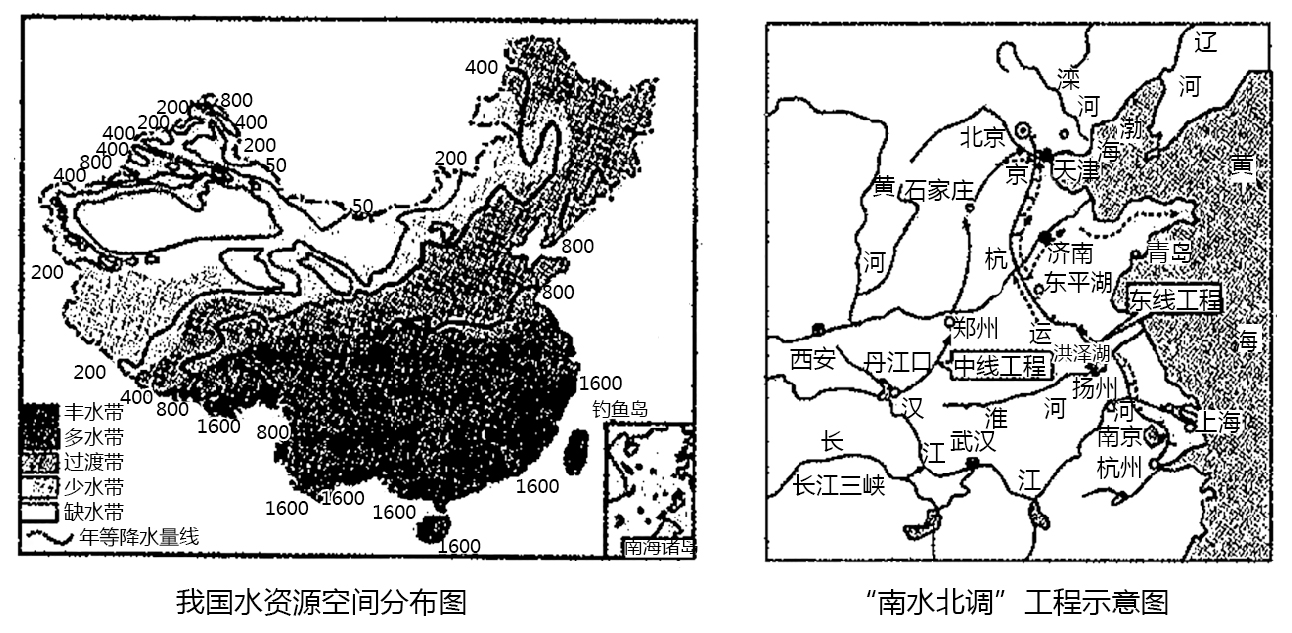 400
800
200
200
400
400
200
400
800
50
400
200
50
200
800
800
200
400
800
1600
800
1600
钓鱼岛
1600
1600
1600
1600
1600
丰水带
多水带
过渡带
少水带
缺水带
年等降水量线
南海诸岛
我国水资源空间分布图
辽
河
滦
河
渤
海
黄
海
北京
天津
京
杭
运
河
黄
河
石家庄
济南
青岛
东平湖
东线工程
郑州
西安
丹江口
中线工程
洪泽湖
扬州
汉
江
淮
河
上海
南京
杭州
长
江
武汉
长江三峡
“南水北调”工程示意图